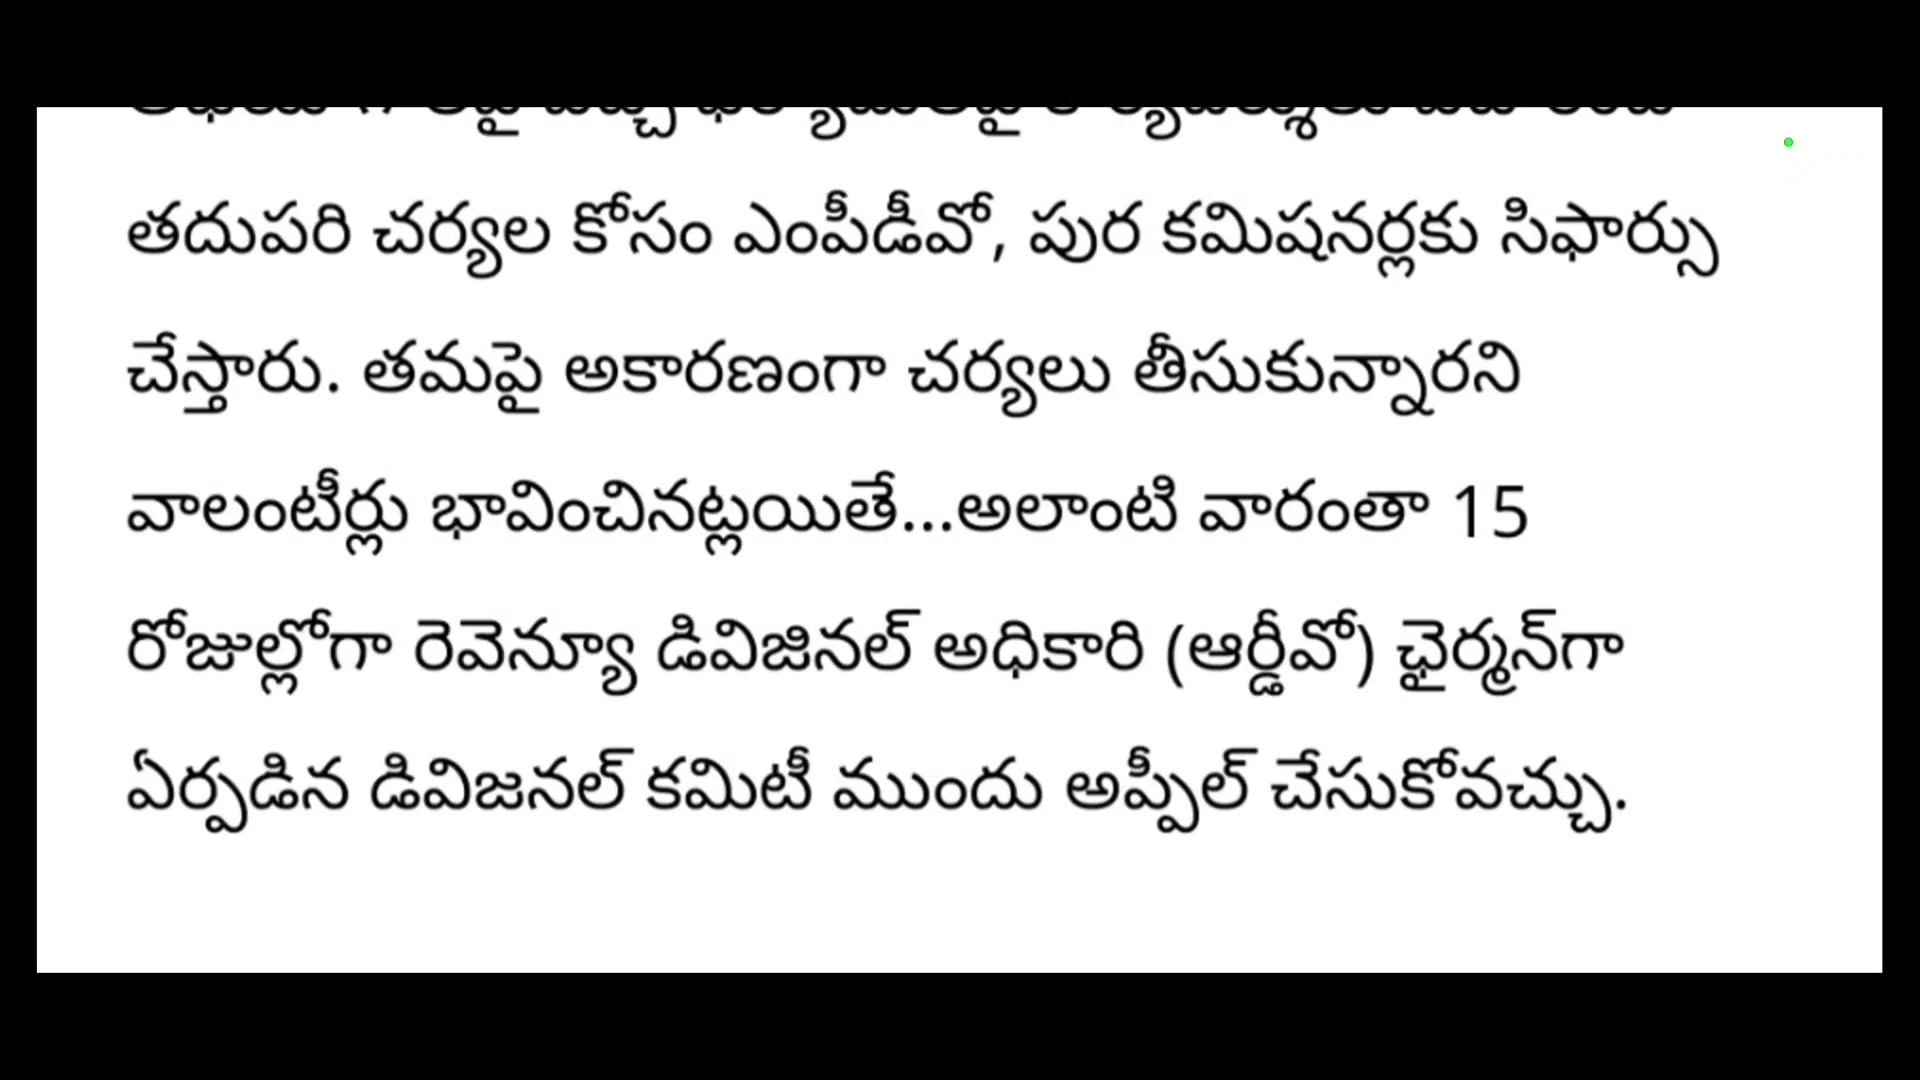 తదుపరి చర్యల కోసం ఎంపీడీవో, పుర కమిషనర్లకు సిఫార్సు
చేస్తారు. తమపై అకారణంగా చర్యలు తీసుకున్నారని
వాలంటీర్లు భావించినట్లయితే...అలాంటి వారంతా 15
రోజుల్లోగా రెవెన్యూ డివిజినల్ అధికారి (ఆర్డీవో) ఛైర్మన్‌గా
ఏర్పడిన డివిజనల్ కమిటీ ముందు అప్పీల్ చేసుకోవచ్చు.